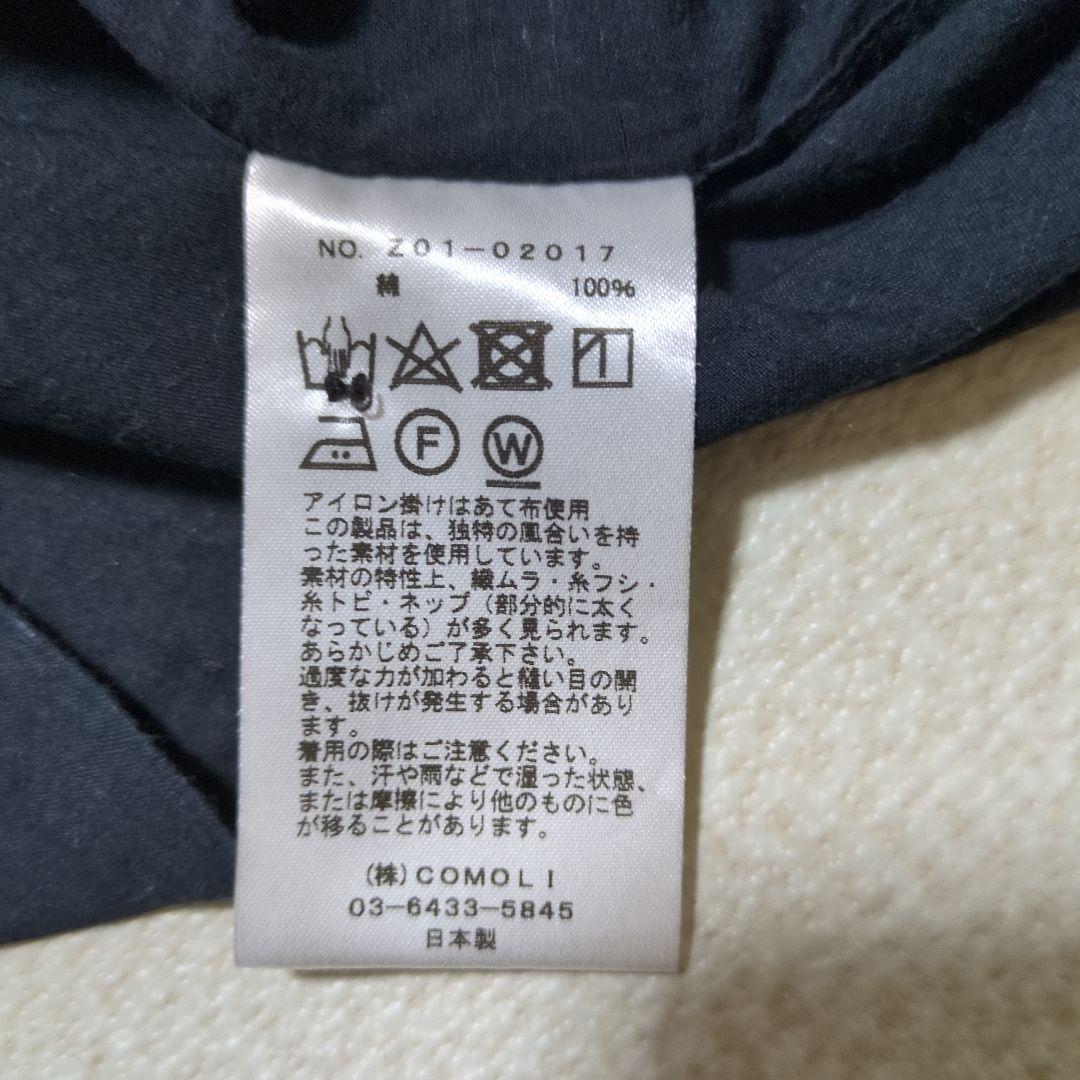 NO. Z01-02017
綿 100%
F W
アイロン掛けはあて布使用
この製品は、独特の風合いを持
った素材を使用しています。
素材の特性上、織ムラ・糸フシ・
糸トビ・ネップ（部分的に太く
なっている）が多く見られます。
あらかじめご了承下さい。
過度な力が加わると縫い目の開
き、抜けが発生する場合があり
ます。
着用の際はご注意ください。
また、汗や雨などで湿った状態、
または摩擦により他のものに色
が移ることがあります。
(株)COMOLI
03-6433-5845
日本製